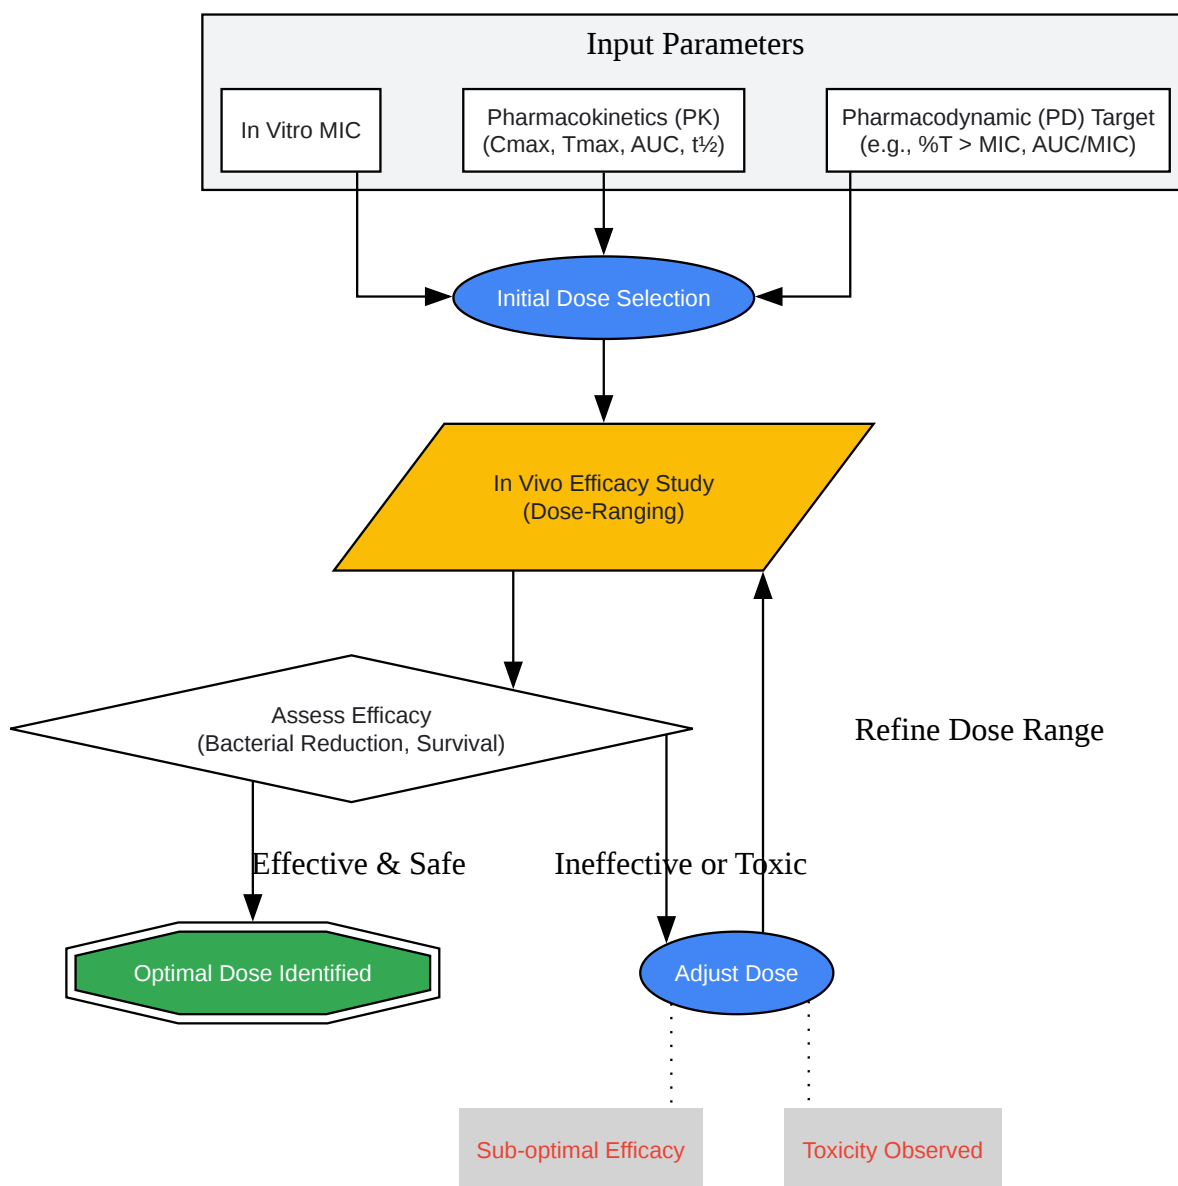 Input Parameters
In Vitro MIC
Pharmacokinetics (PK)
(Cmax, Tmax, AUC, t½)
Pharmacodynamic (PD) Target
(e.g., %T > MIC, AUC/MIC)
Initial Dose Selection
In Vivo Efficacy Study
(Dose-Ranging)
Assess Efficacy
(Bacterial Reduction, Survival)
Refine Dose Range
Effective & Safe
Ineffective or Toxic
Optimal Dose Identified
Adjust Dose
Sub-optimal Efficacy
Toxicity Observed